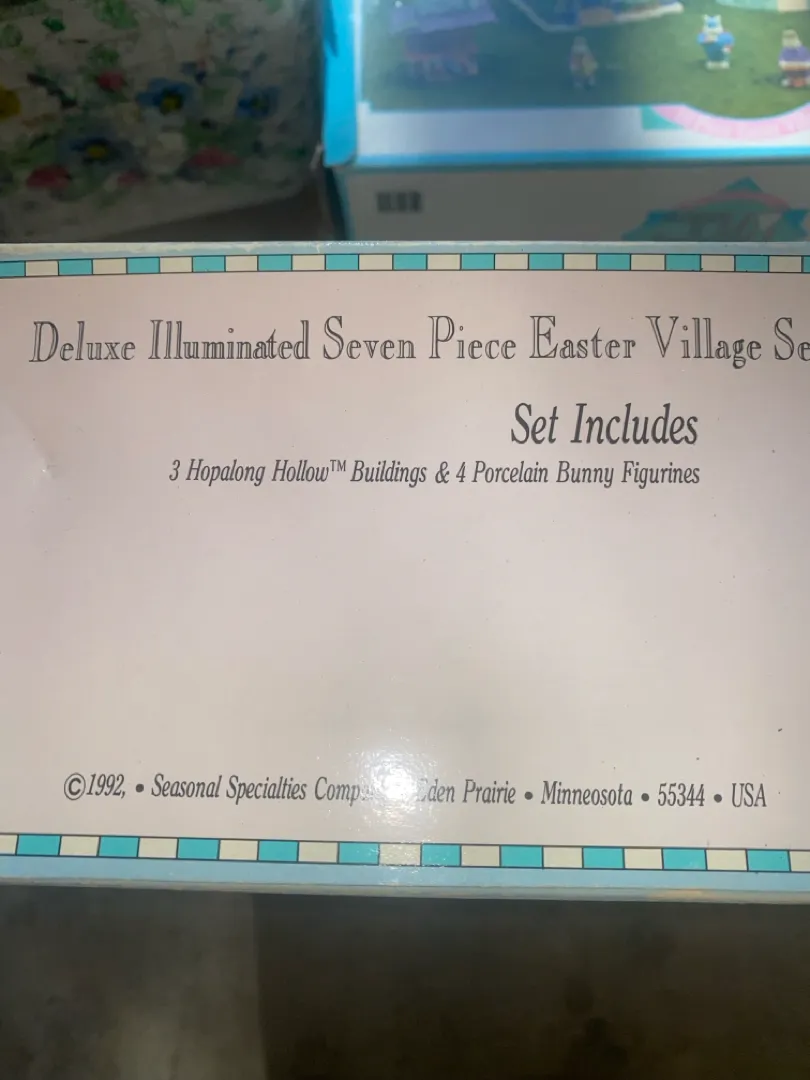 Deluxe Illuminated Seven Piece Easter Village Se
Set Includes
3 Hopalong Hollow™ Buildings & 4 Porcelain Bunny Figurines
©1992, • Seasonal Specialties Comp Eden Prairie • Minneosota • 55344 • USA